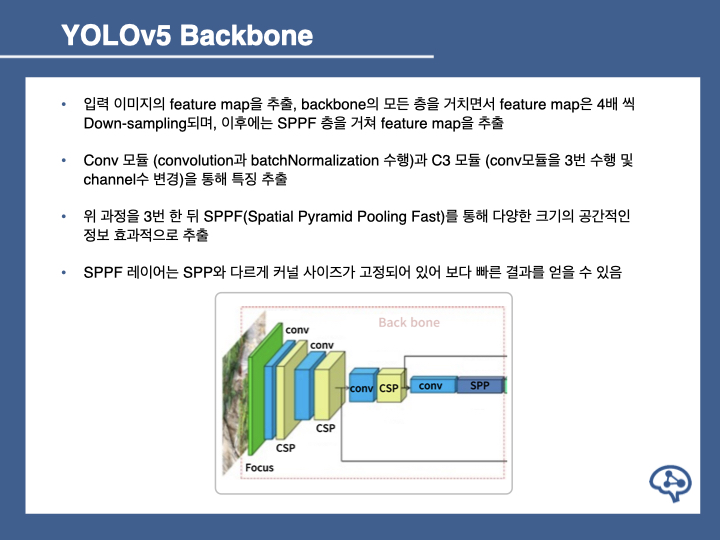 YOLOv5 Backbone
• 입력 이미지의 feature map을 추출, backbone의 모든 층을 거치면서 feature map은 4배 씩
Down-sampling되며, 이후에는 SPPF 층을 거쳐 feature map을 추출
• Conv 모듈 (convolution과 batchNormalization 수행)과 C3 모듈 (conv모듈을 3번 수행 및
channel수 변경)을 통해 특징 추출
• 위 과정을 3번 한 뒤 SPPF(Spatial Pyramid Pooling Fast)를 통해 다양한 크기의 공간적인
정보 효과적으로 추출
• SPPF 레이어는 SPP와 다르게 커널 사이즈가 고정되어 있어 보다 빠른 결과를 얻을 수 있음
Back bone
conv
conv
conv
CSP
conv
SPP
CSP
CSP
Focus